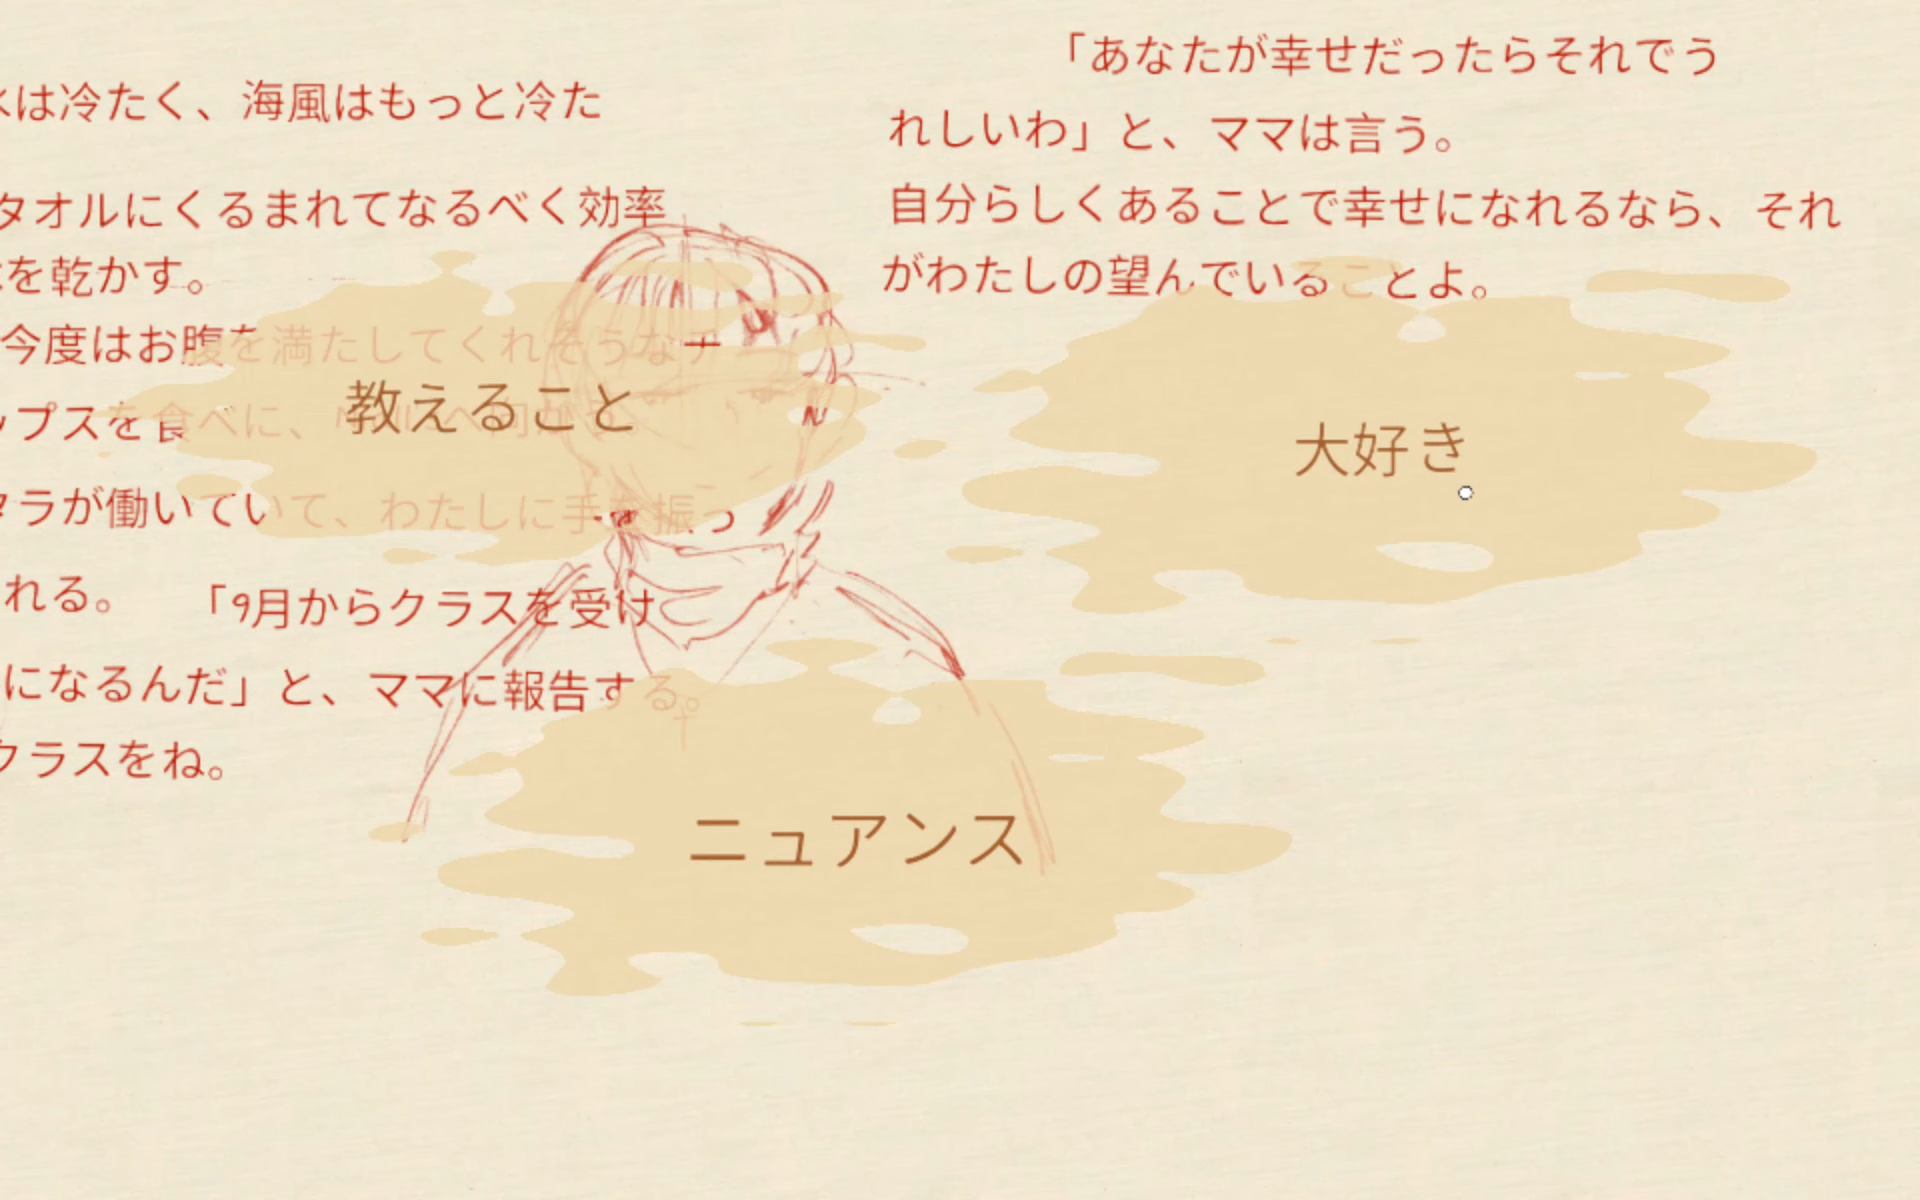 は冷たく、海風はもっと冷た
タオルにくるまれてなるべく効率
を乾かす。
今度はお腹を満たしてくれそうなチ
ップスを食べに、
ラが働いていて、わたしに手を振っ
れる。 「9月からクラスを受け
になるんだ」と、ママに報告する。
クラスをね。
「あなたが幸せだったらそれでう
れしいわ」と、ママは言う。
自分らしくあることで幸せになれるなら、それ
がわたしの望んでいることよ。
教えること
大好き
ニュアンス